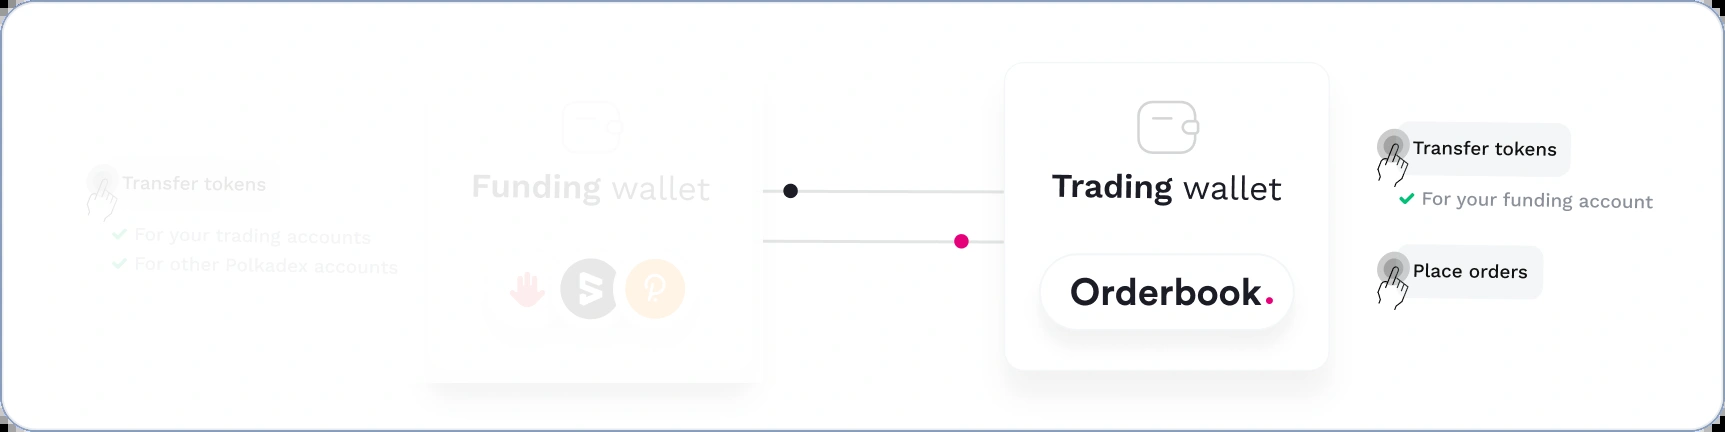 Transfer tokens
For your trading accounts
For other Polkadex accounts
Funding wallet
Trading wallet
Orderbook.
Transfer tokens
For your funding account
Place orders